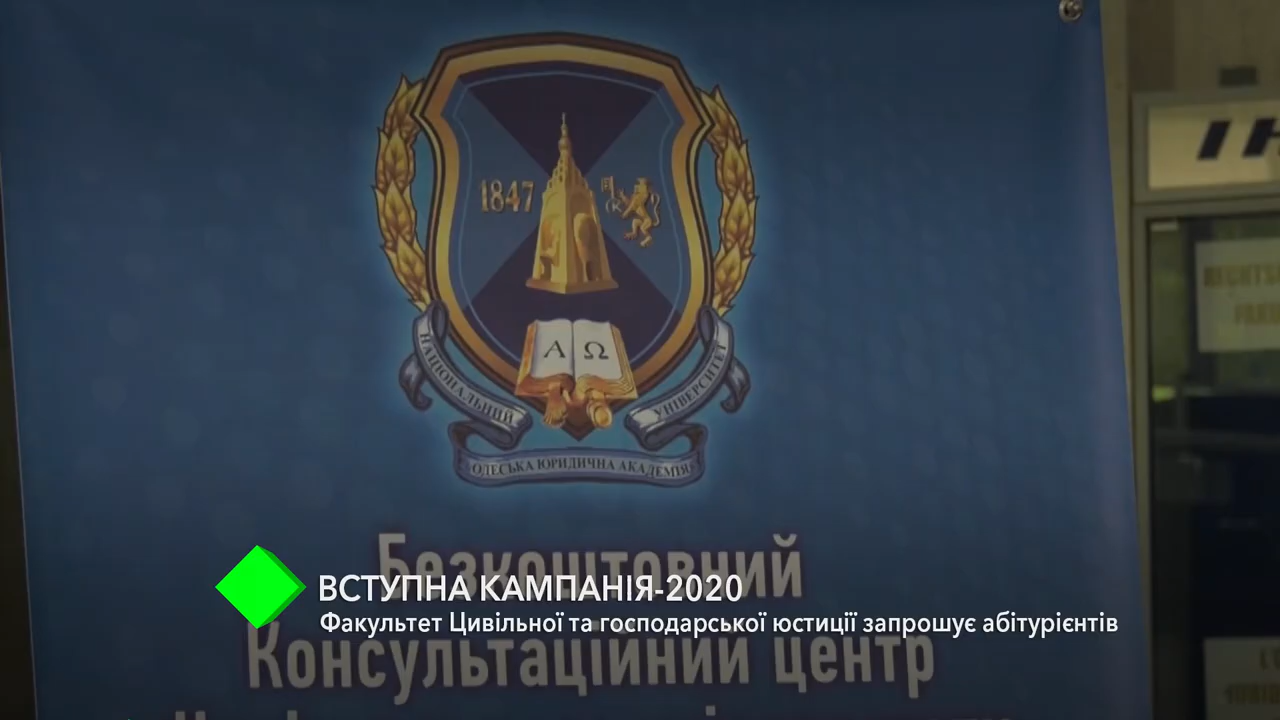 1847
Α Ω
НАЦІОНАЛЬНИЙ
УНІВЕРСИТЕТ
«ОДЕСЬКА ЮРИДИЧНА АКАДЕМІЯ»
Безкоштовний
ВСТУПНА КАМПАНІЯ-2020
Факультет Цивільної та господарської юстиції запрошує абітурієнтів
Консультаційний центр